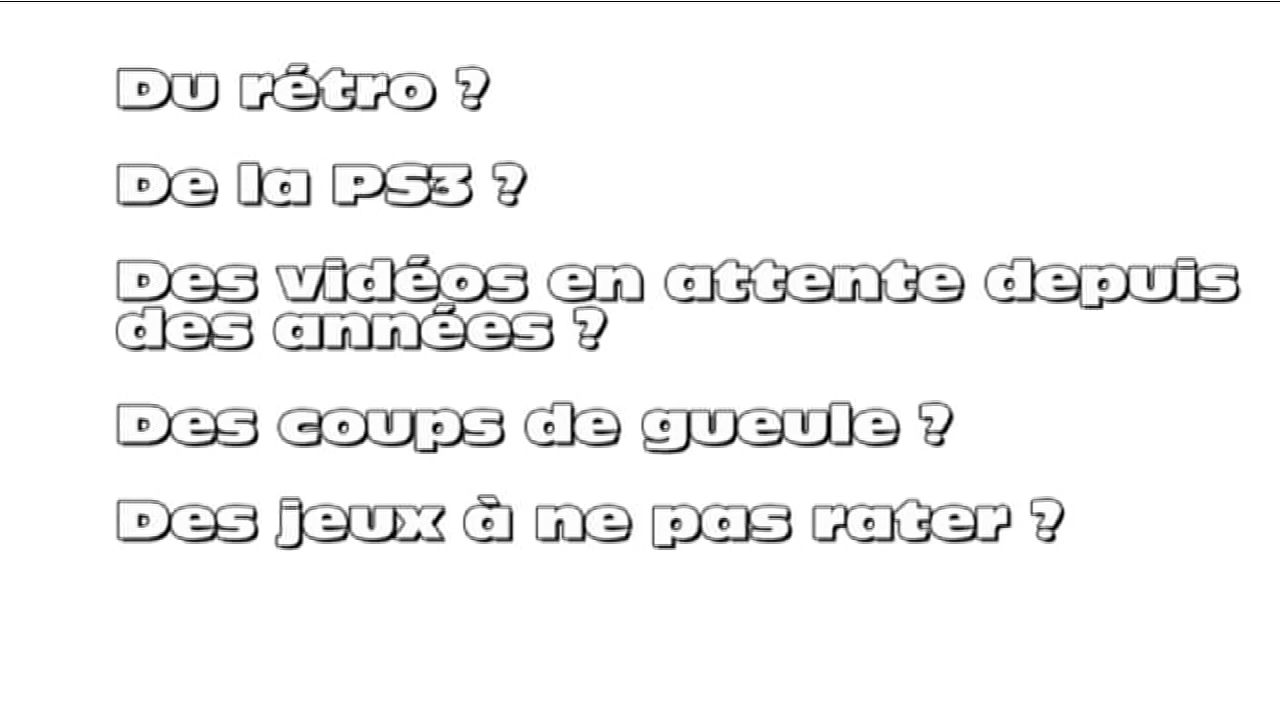 Du rétro ?
De la PS3 ?
Des vidéos en attente depuis
des années ?
Des coups de gueule ?
Des jeux à ne pas rater ?